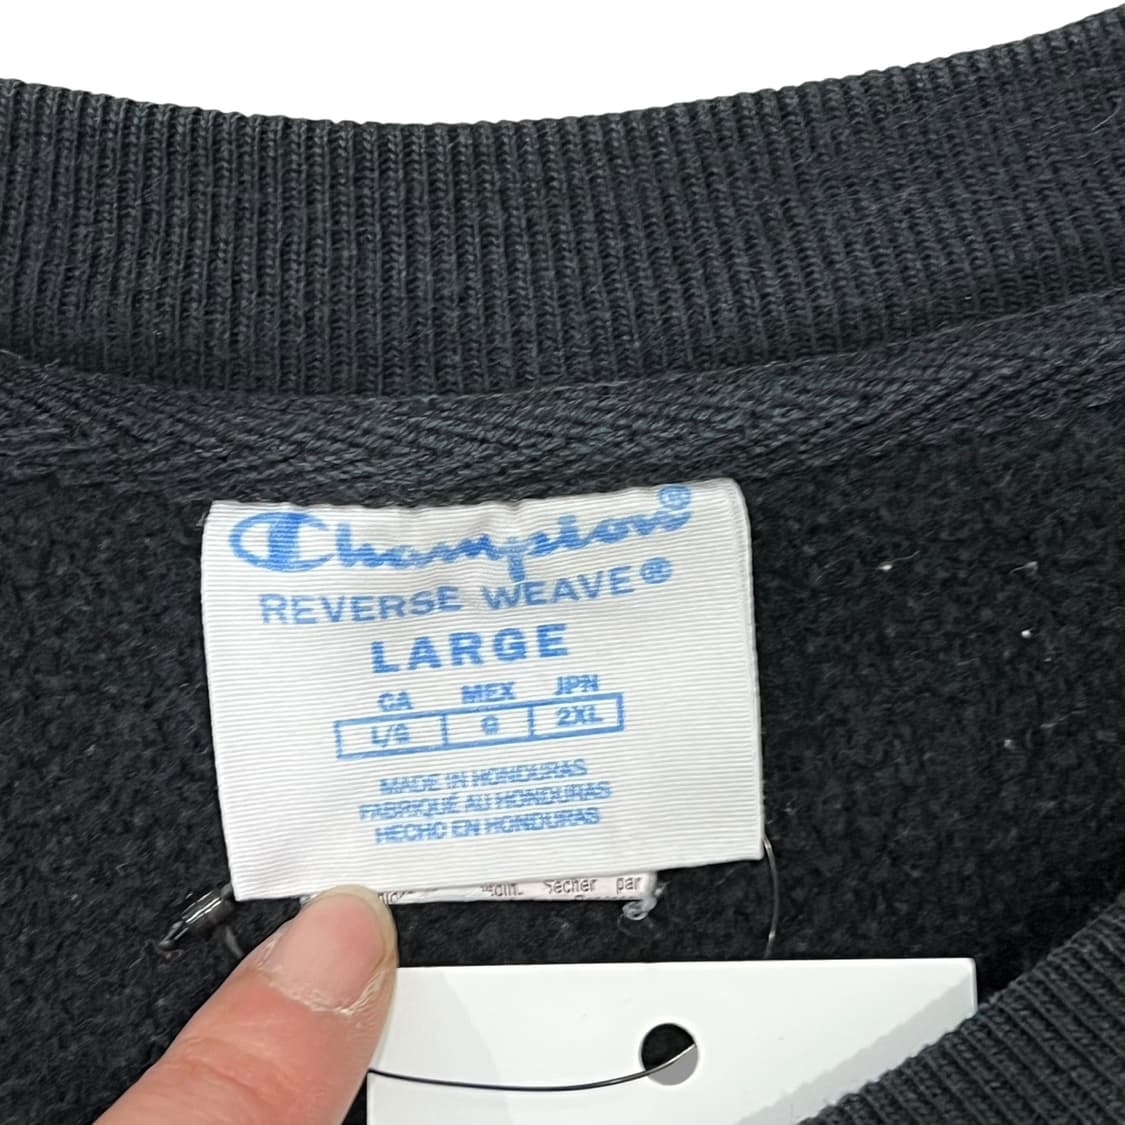 Champion®
REVERSE WEAVE®
LARGE
CA MEX JPN
L/G G 2XL
MADE IN HONDURAS
FABRIQUÉ AU HONDURAS
HECHO EN HONDURAS
Sécher par